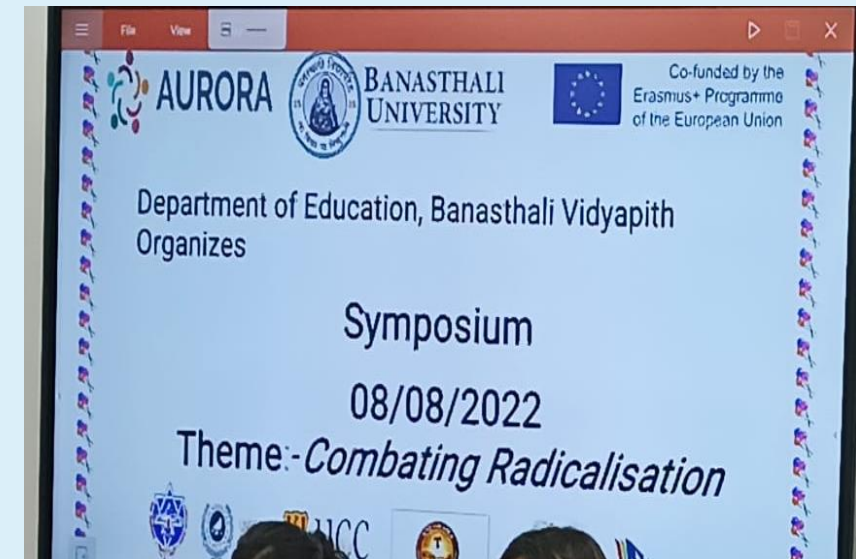 File View
AURORA
BANASTHALI
UNIVERSITY
Co-funded by the
Erasmus+ Programme
of the European Union
Department of Education, Banasthali Vidyapith
Organizes
Symposium
08/08/2022
Theme:-Combating Radicalisation
UCC